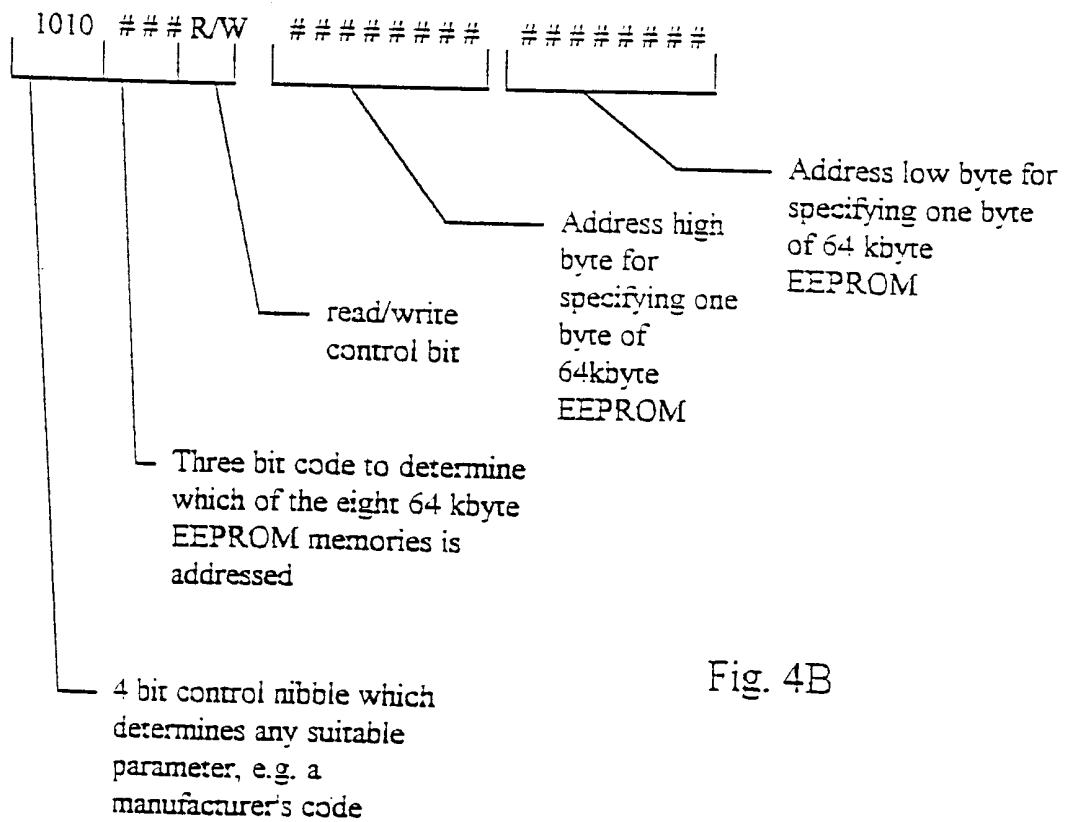 1010 ###R/W ######## ########
Address low byte for
specifying one byte
of 64 kbyte
EEPROM
Address high
byte for
specifying one
byte of
64kbyte
EEPROM
read/write
control bit
Three bit code to determine
which of the eight 64 kbyte
EEPROM memories is
addressed
4 bit control nibble which
determines any suitable
parameter, e.g. a
manufacturer's code
Fig. 4B